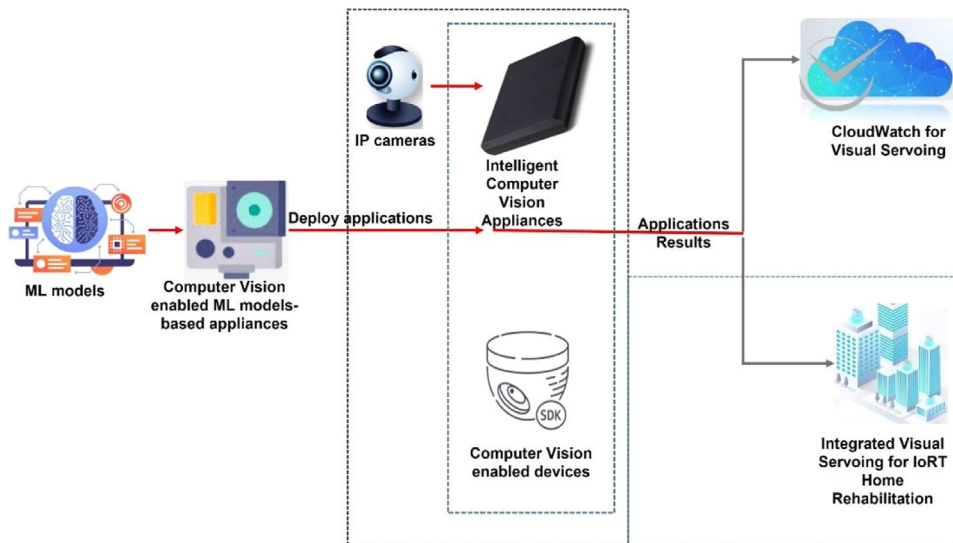 IP cameras
Intelligent
Computer
Vision
Appliances
CloudWatch for
Visual Servoing
ML models
Computer Vision
enabled ML models-
based appliances
Deploy applications
Applications
Results
SDK
Computer Vision
enabled devices
Integrated Visual
Servoing for IoRT
Home
Rehabilitation